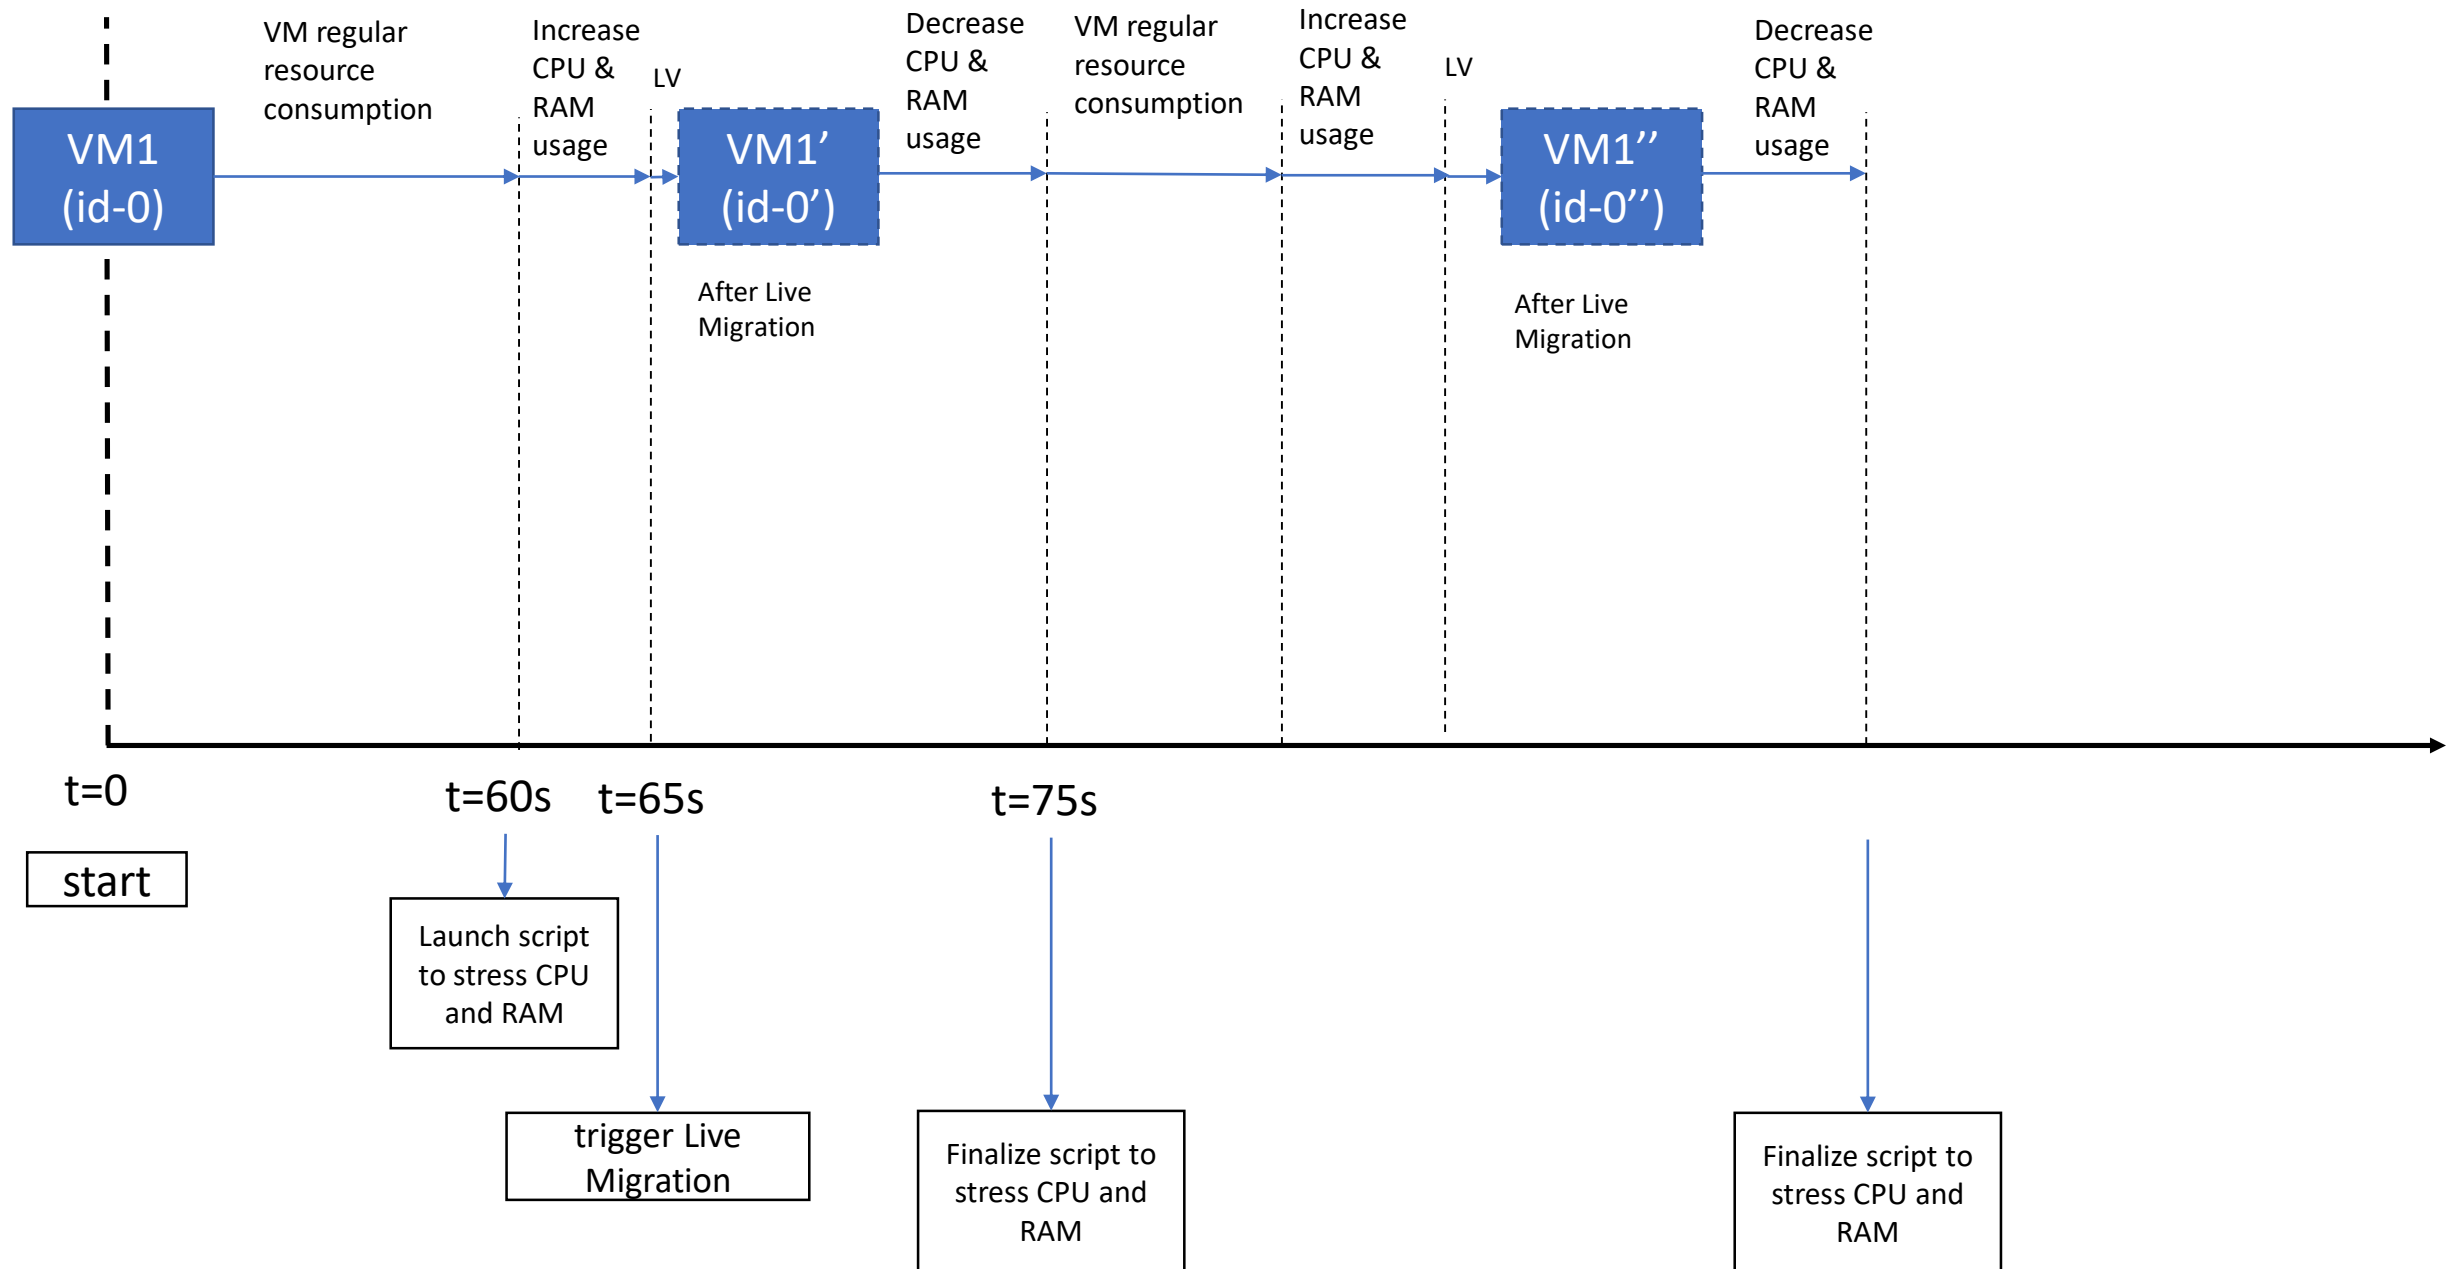 VM regular
resource
consumption
Increase
CPU &
RAM
usage
LV
Decrease
CPU &
RAM
usage
VM regular
resource
consumption
Increase
CPU &
RAM
usage
LV
Decrease
CPU &
RAM
usage
VM1
(id-0)
VM1’
(id-0’)
VM1’’
(id-0’’)
After Live
Migration
After Live
Migration
t=0
t=60s
t=65s
t=75s
start
Launch script
to stress CPU
and RAM
trigger Live
Migration
Finalize script to
stress CPU and
RAM
Finalize script to
stress CPU and
RAM